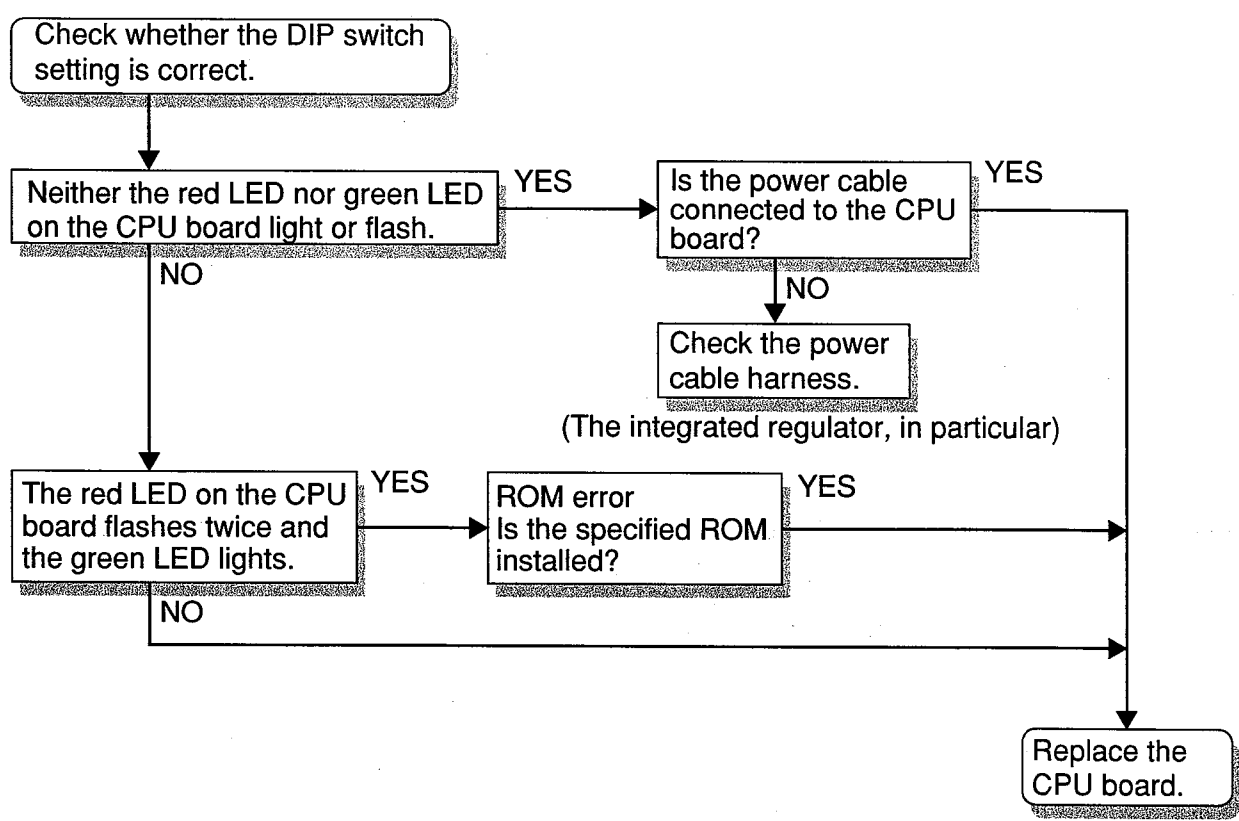 Check whether the DIP switch
setting is correct.
Neither the red LED nor green LED
on the CPU board light or flash.
YES
Is the power cable
connected to the CPU
board?
YES
NO
NO
Check the power
cable harness.
(The integrated regulator, in particular)
The red LED on the CPU
board flashes twice and
the green LED lights.
YES
ROM error
Is the specified ROM
installed?
YES
NO
Replace the
CPU board.